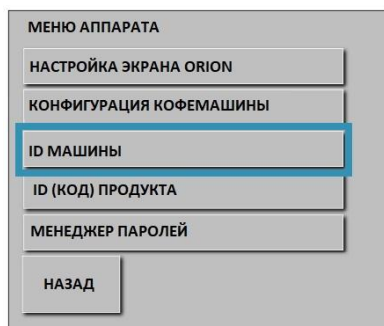 МЕНЮ АППАРАТА
НАСТРОЙКА ЭКРАНА ORION
КОНФИГУРАЦИЯ КОФЕМАШИНЫ
ID МАШИНЫ
ID (КОД) ПРОДУКТА
МЕНЕДЖЕР ПАРОЛЕЙ
НАЗАД